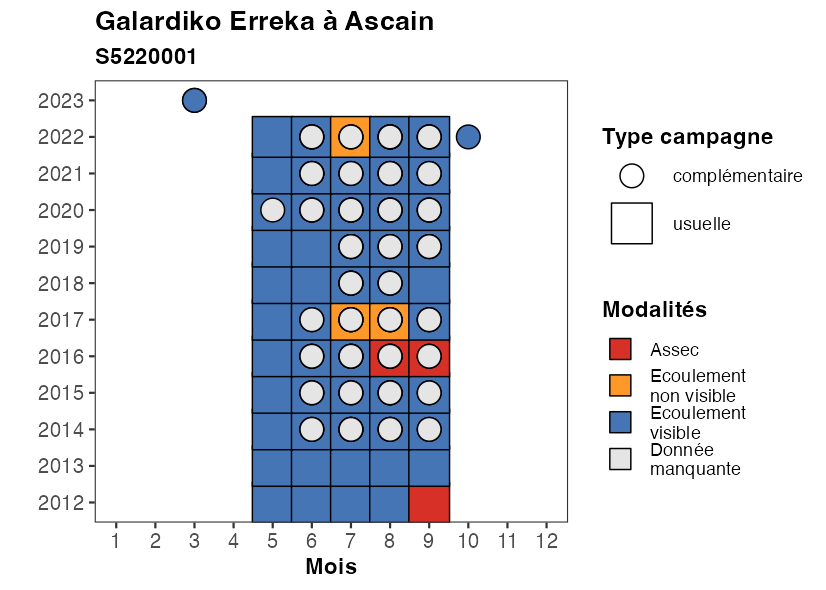 Galardiko Erreka à Ascain
S5220001
2023
2022
2021
2020
2019
2018
2017
2016
2015
2014
2013
2012
1 2 3 4 5 6 7 8 9 10 11 12
Mois
Type campagne
complémentaire
usuelle
Modalités
Assec
Ecoulement
non visible
Ecoulement
visible
Donnée
manquante